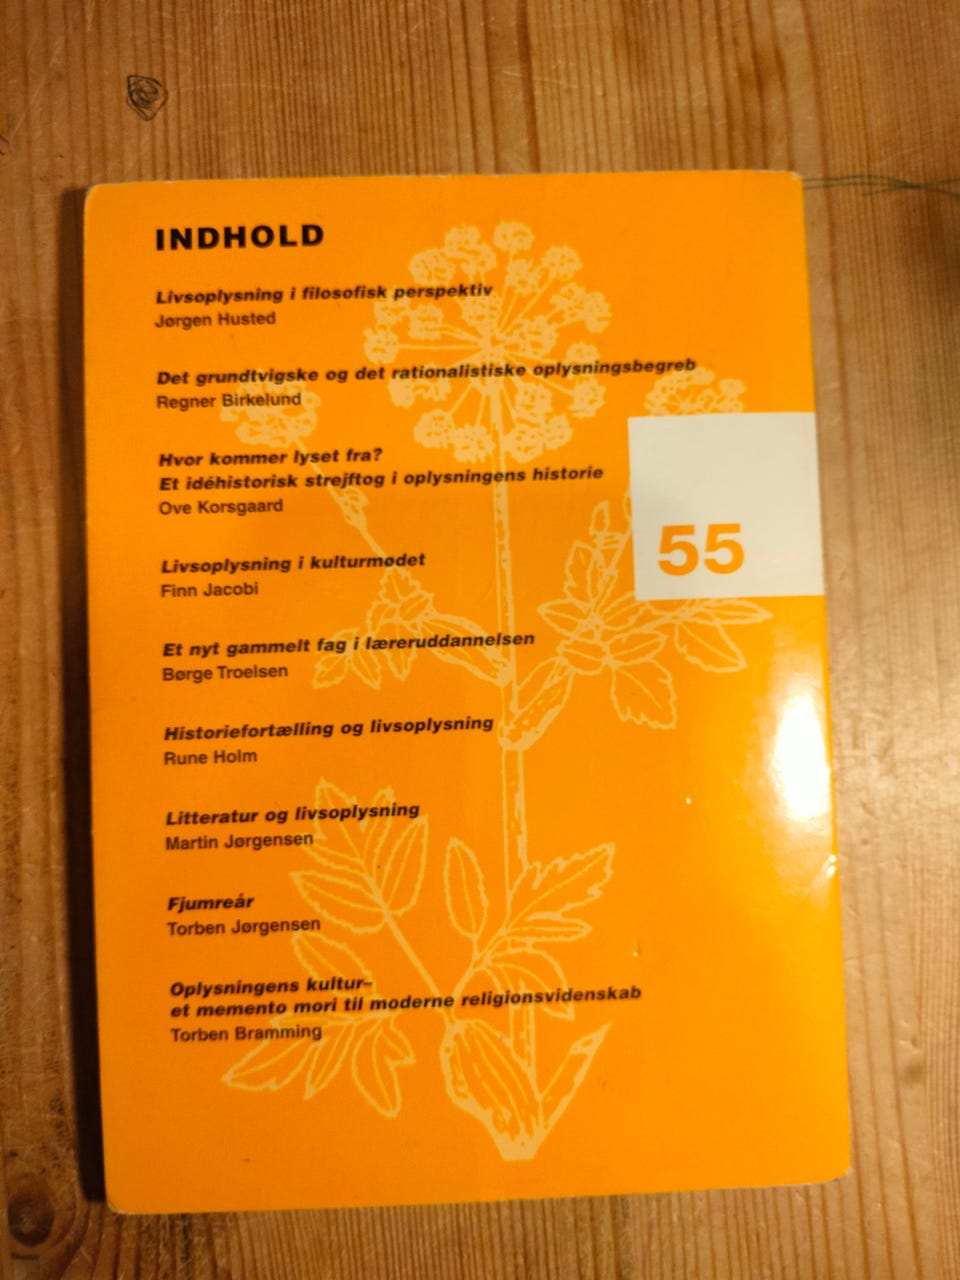 INDHOLD
Livsoplysning i filosofisk perspektiv
Jørgen Husted
Det grundtvigske og det rationalistiske oplysningsbegreb
Regner Birkelund
Hvor kommer lyset fra?
Et idéhistorisk strejftog i oplysningens historie
Ove Korsgaard
55
Livsoplysning i kulturmødet
Finn Jacobi
Et nyt gammelt fag i læreruddannelsen
Børge Troelsen
Historiefortælling og livsoplysning
Rune Holm
Litteratur og livsoplysning
Martin Jørgensen
Fjumreår
Torben Jørgensen
Oplysningens kultur–
et memento mori til moderne religionsvidenskab
Torben Bramming